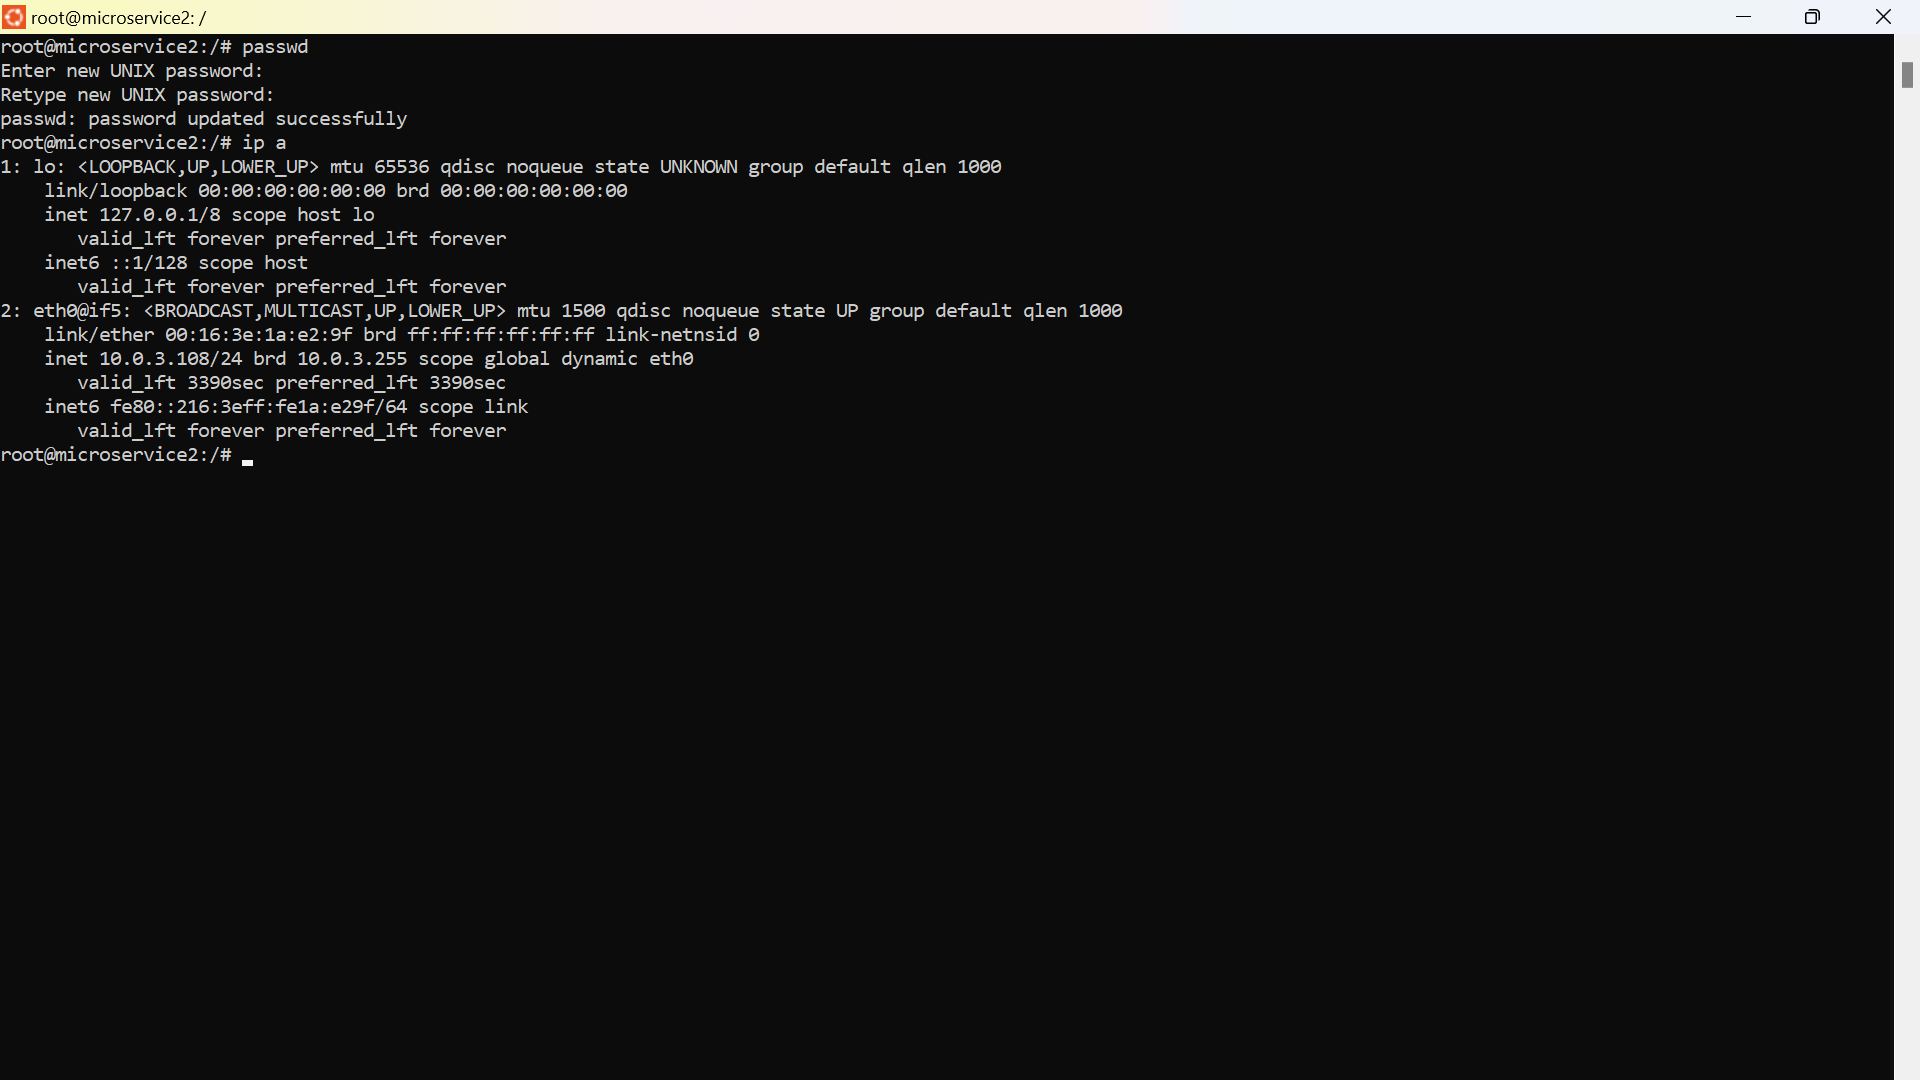 root@microservice2: /
root@microservice2:/# passwd
Enter new UNIX password:
Retype new UNIX password:
passwd: password updated successfully
root@microservice2:/# ip a
1: lo: <LOOPBACK,UP,LOWER_UP> mtu 65536 qdisc noqueue state UNKNOWN group default qlen 1000
    link/loopback 00:00:00:00:00:00 brd 00:00:00:00:00:00
    inet 127.0.0.1/8 scope host lo
       valid_lft forever preferred_lft forever
    inet6 ::1/128 scope host
       valid_lft forever preferred_lft forever
2: eth0@if5: <BROADCAST,MULTICAST,UP,LOWER_UP> mtu 1500 qdisc noqueue state UP group default qlen 1000
    link/ether 00:16:3e:1a:e2:9f brd ff:ff:ff:ff:ff:ff link-netnsid 0
    inet 10.0.3.108/24 brd 10.0.3.255 scope global dynamic eth0
       valid_lft 3390sec preferred_lft 3390sec
    inet6 fe80::216:3eff:fe1a:e29f/64 scope link
       valid_lft forever preferred_lft forever
root@microservice2:/#